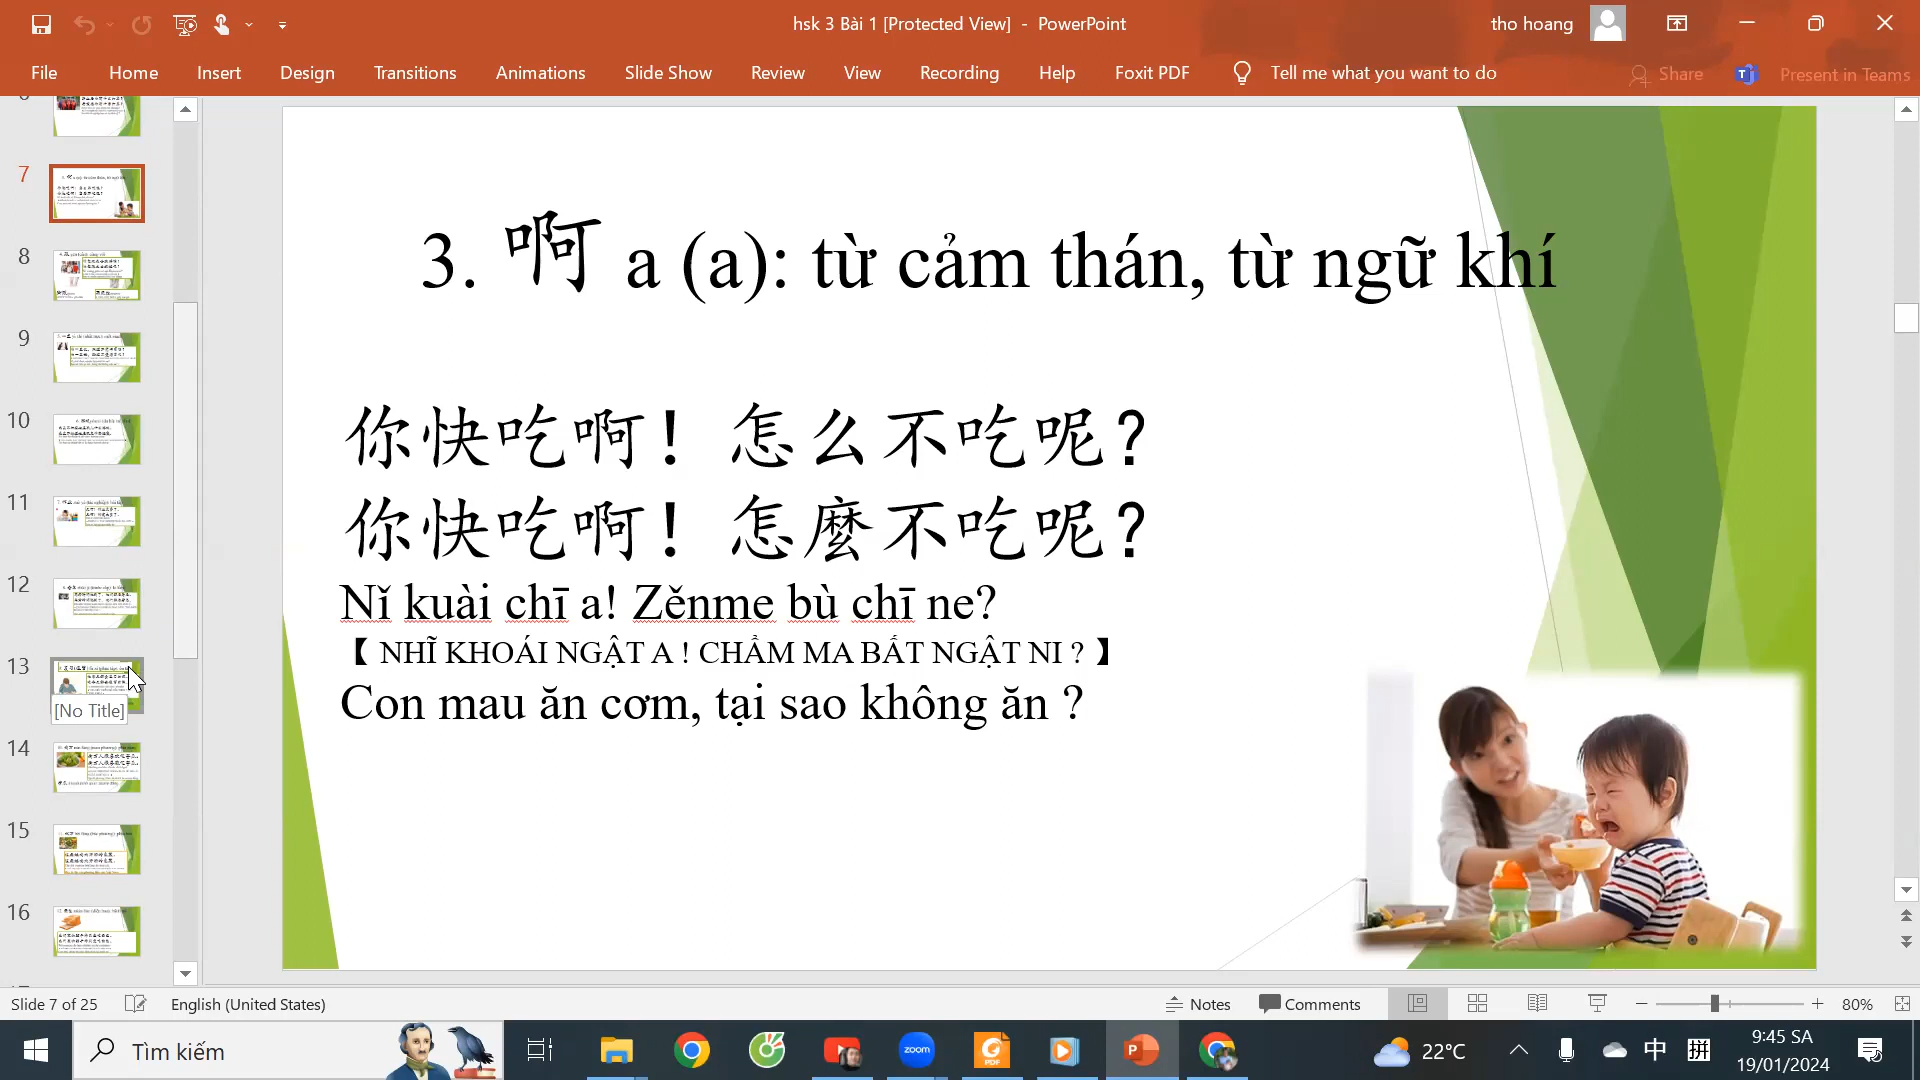 hsk 3 Bài 1 [Protected View] - PowerPoint
tho hoang
File Home Insert Design Transitions Animations Slide Show Review View Recording Help Foxit PDF Tell me what you want to do Share Present in Teams
7
8
9
10
11
12
13
[No Title]
14
15
16
3. 啊 a (a): từ cảm thán, từ ngữ khí
你快吃啊！怎么不吃呢？
你快吃啊！怎麼不吃呢？
Nǐ kuài chī a! Zěnme bù chī ne?
【 NHĨ KHOÁI NGẬT A ! CHẨM MA BẤT NGẬT NI ? 】
Con mau ăn cơm, tại sao không ăn ?
Slide 7 of 25 English (United States) Notes Comments 80%
Tìm kiếm
zoom
PDF
22°C
中
拼
9:45 SA
19/01/2024